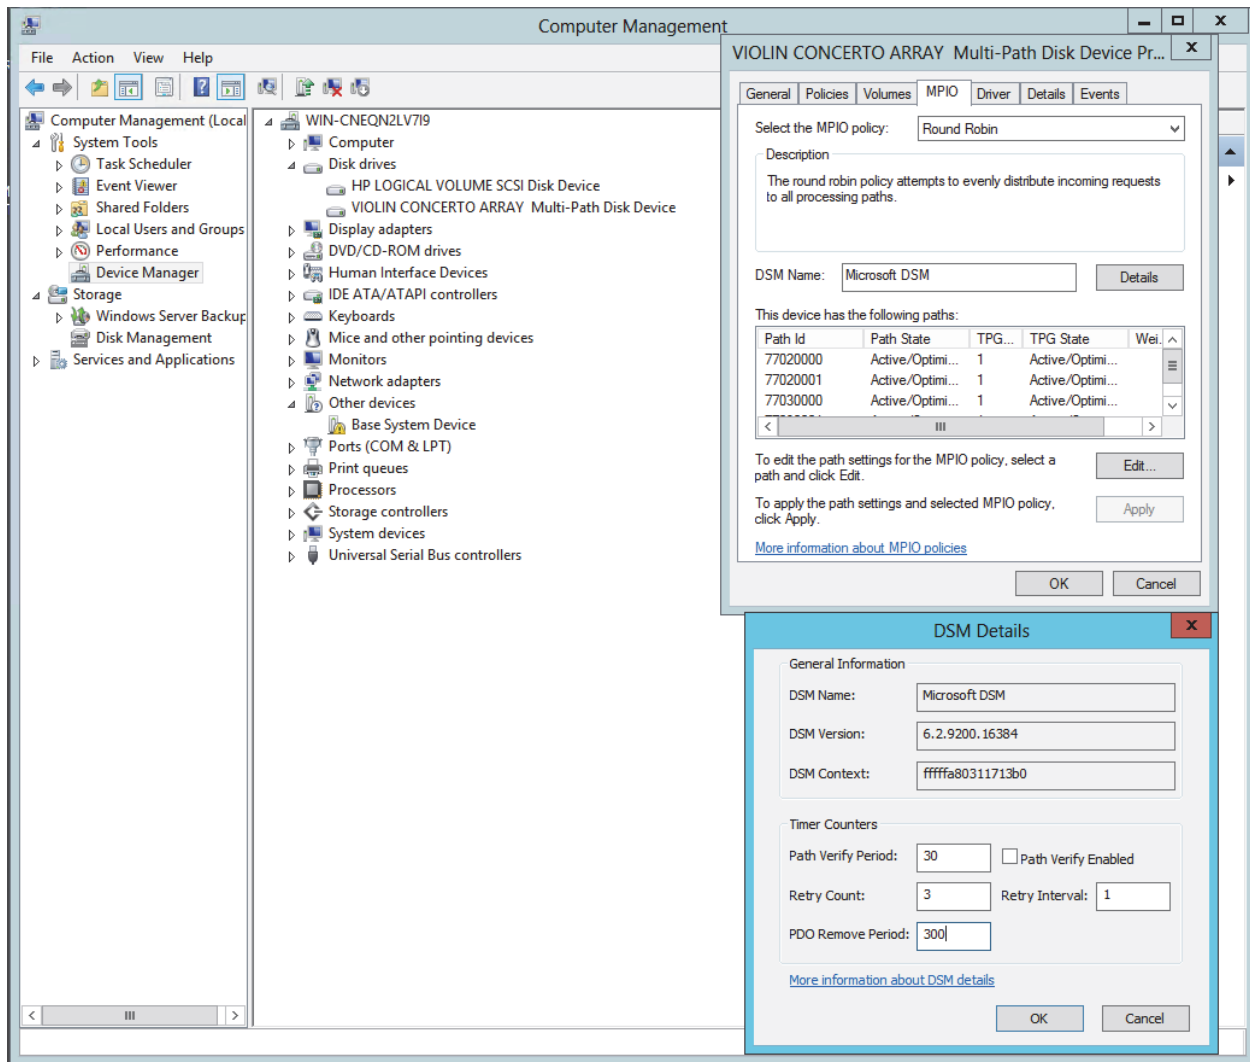 Computer Management
File Action View Help
Computer Management (Local
System Tools
Task Scheduler
Event Viewer
Shared Folders
Local Users and Groups
Performance
Device Manager
Storage
Windows Server Backup
Disk Management
Services and Applications
WIN-CNEQN2LV7I9
Computer
Disk drives
HP LOGICAL VOLUME SCSI Disk Device
VIOLIN CONCERTO ARRAY Multi-Path Disk Device
Display adapters
DVD/CD-ROM drives
Human Interface Devices
IDE ATA/ATAPI controllers
Keyboards
Mice and other pointing devices
Monitors
Network adapters
Other devices
Base System Device
Ports (COM & LPT)
Print queues
Processors
Storage controllers
System devices
Universal Serial Bus controllers
VIOLIN CONCERTO ARRAY Multi-Path Disk Device Pr...
General Policies Volumes MPIO Driver Details Events
Select the MPIO policy: Round Robin
Description
The round robin policy attempts to evenly distribute incoming requests
to all processing paths.
DSM Name: Microsoft DSM Details
This device has the following paths:
Path Id Path State TPG... TPG State Wei.
77020000 Active/Optimi... 1 Active/Optimi...
77020001 Active/Optimi... 1 Active/Optimi...
77030000 Active/Optimi... 1 Active/Optimi...
To edit the path settings for the MPIO policy, select a
path and click Edit.
Edit...
To apply the path settings and selected MPIO policy,
click Apply.
Apply
More information about MPIO policies
OK Cancel
DSM Details
General Information
DSM Name: Microsoft DSM
DSM Version: 6.2.9200.16384
DSM Context: fffffa80311713b0
Timer Counters
Path Verify Period: 30 Path Verify Enabled
Retry Count: 3 Retry Interval: 1
PDO Remove Period: 300
More information about DSM details
OK Cancel